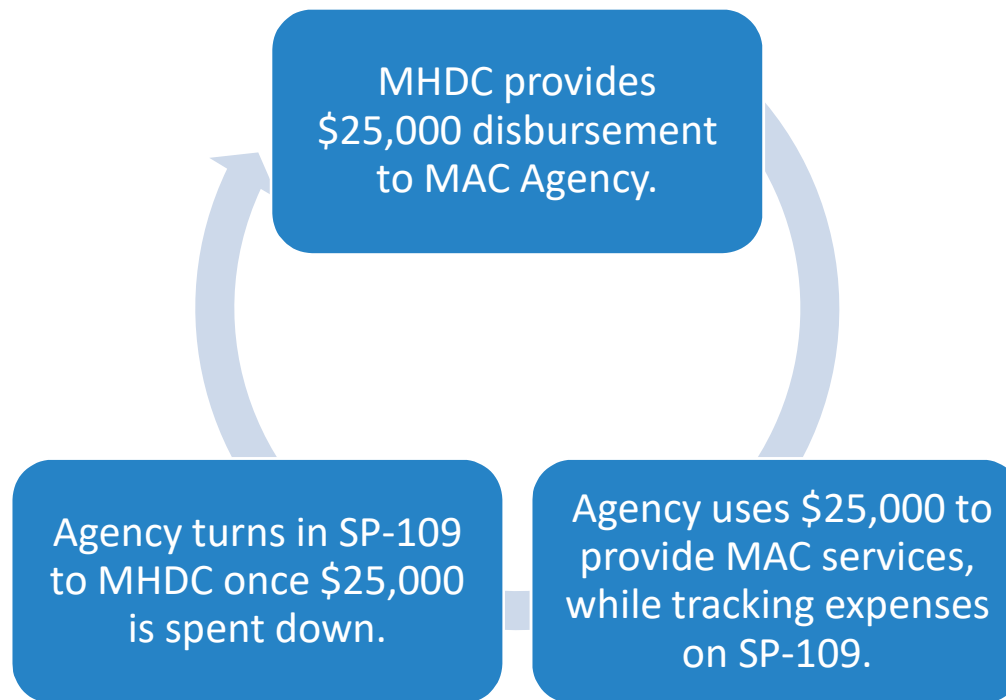 MHDC provides
$25,000 disbursement
to MAC Agency.
Agency uses $25,000 to
provide MAC services,
while tracking expenses
on SP-109.
Agency turns in SP-109
to MHDC once $25,000
is spent down.